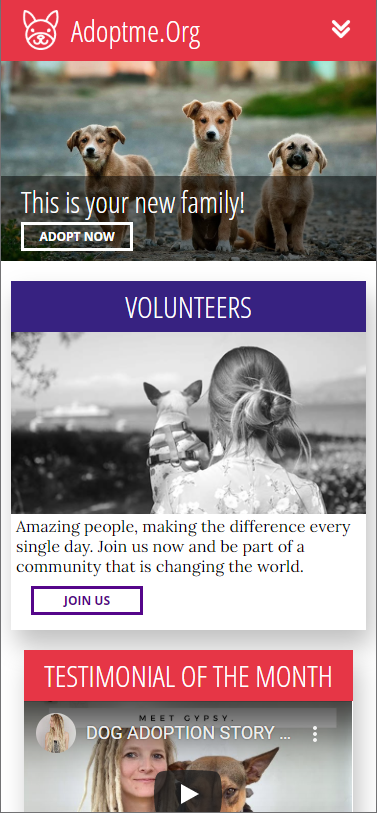 Adoptme.Org
This is your new family!
ADOPT NOW
VOLUNTEERS
Amazing people, making the difference every
single day. Join us now and be part of a
community that is changing the world.
JOIN US
TESTIMONIAL OF THE MONTH
MEET GYPSY.
DOG ADOPTION STORY ...